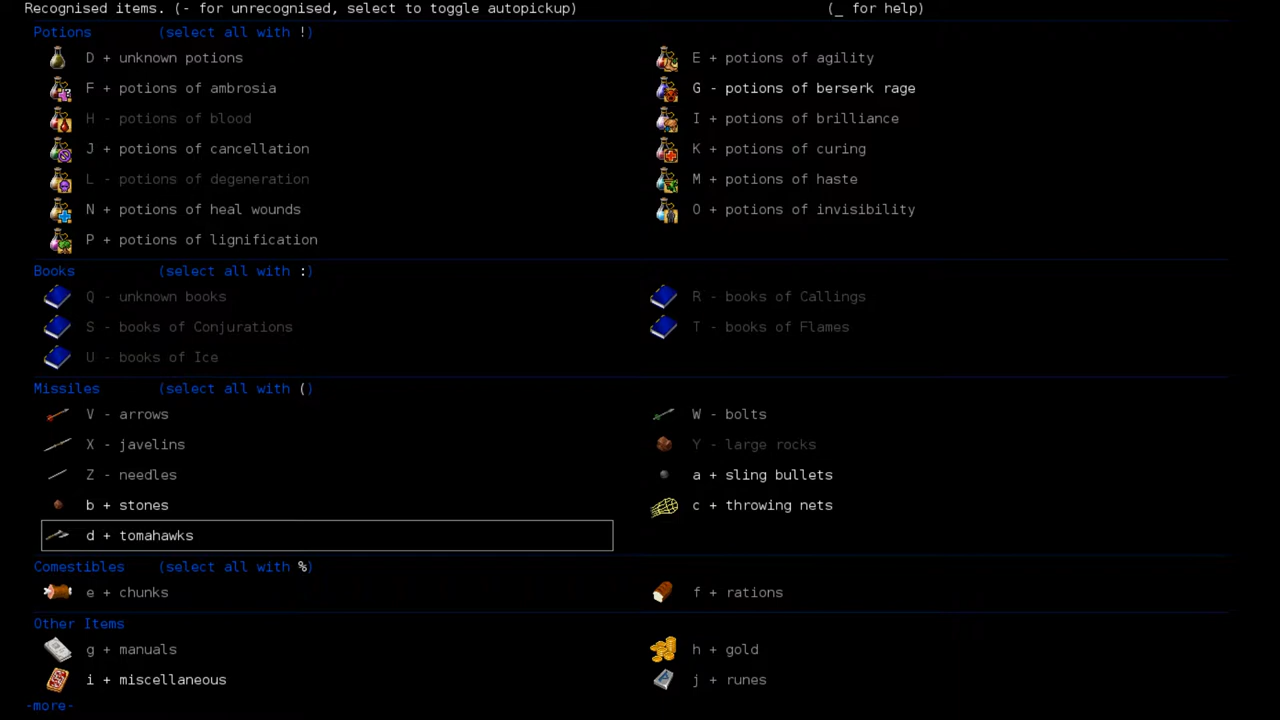 Recognised items. (- for unrecognised, select to toggle autopickup) (_ for help)
Potions (select all with !)
D + unknown potions E + potions of agility
F + potions of ambrosia G - potions of berserk rage
H - potions of blood I + potions of brilliance
J + potions of cancellation K + potions of curing
L - potions of degeneration M + potions of haste
N + potions of heal wounds O + potions of invisibility
P + potions of lignification
Books (select all with :)
Q - unknown books R - books of Callings
S - books of Conjurations T - books of Flames
U - books of Ice
Missiles (select all with ()
V - arrows W - bolts
X - javelins Y - large rocks
Z - needles a + sling bullets
b + stones c + throwing nets
d + tomahawks
Comestibles (select all with %)
e + chunks f + rations
Other Items
g + manuals h + gold
i + miscellaneous j + runes
-more-